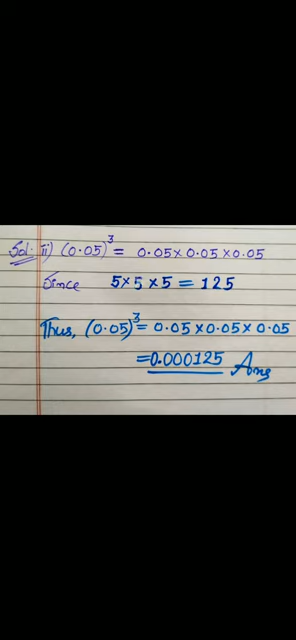 Sol. ii) (0.05)³ = 0.05×0.05×0.05
Since 5×5×5 = 125
Thus, (0.05)³ = 0.05×0.05×0.05
=0.000125 Ans